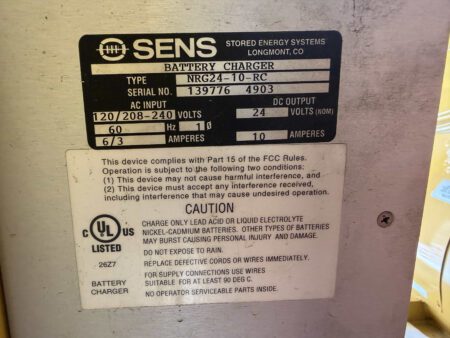 SENS
STORED ENERGY SYSTEMS
LONGMONT, CO
BATTERY CHARGER
TYPE NRG24-10-RC
SERIAL NO. 139776 4903
AC INPUT DC OUTPUT
120/208-240 VOLTS 24 VOLTS (NOM)
60 Hz 1 Ø
6/3 AMPERES 10 AMPERES
This device complies with Part 15 of the FCC Rules.
Operation is subject to the following two conditions:
(1) This device may not cause harmful interference, and
(2) This device must accept any interference received,
including interference that may cause undesired operation.
CAUTION
CHARGE ONLY LEAD ACID OR LIQUID ELECTROLYTE
NICKEL-CADMIUM BATTERIES. OTHER TYPES OF BATTERIES
MAY BURST CAUSING PERSONAL INJURY AND DAMAGE.
DO NOT EXPOSE TO RAIN.
REPLACE DEFECTIVE CORDS OR WIRES IMMEDIATELY.
FOR SUPPLY CONNECTIONS USE WIRES
SUITABLE FOR AT LEAST 90 DEG C.
NO OPERATOR SERVICEABLE PARTS INSIDE.
C UL US
LISTED
26Z7
BATTERY
CHARGER